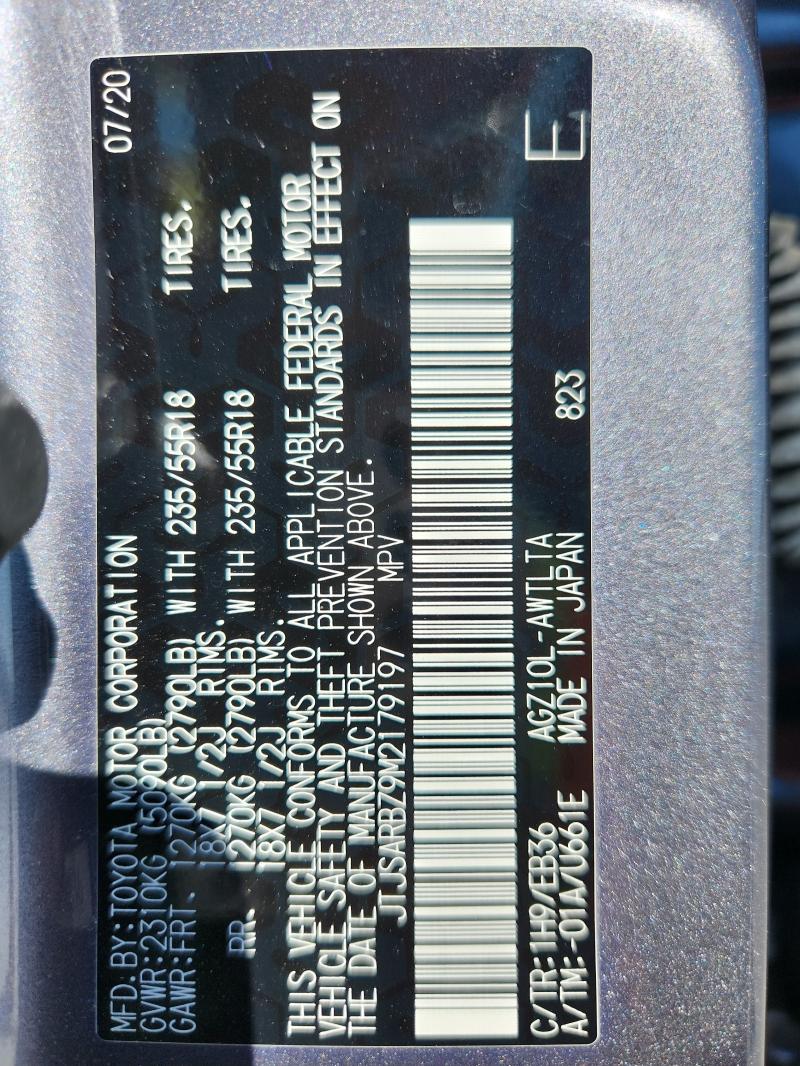 MFD. BY: TOYOTA MOTOR CORPORATION 07/20
GVWR: 2310KG (5090LB)
GAWR: FRT. 1270KG (2790LB) WITH 235/55R18 TIRES.
18X7 1/2J RIMS.
RR. 1270KG (2790LB) WITH 235/55R18 TIRES.
18X7 1/2J RIMS.
THIS VEHICLE CONFORMS TO ALL APPLICABLE FEDERAL MOTOR
VEHICLE SAFETY AND THEFT PREVENTION STANDARDS IN EFFECT ON
THE DATE OF MANUFACTURE SHOWN ABOVE.
JTJSARBZ9M2179197 MPV
C/TR: 1H9/EB36 AGZ10L-AWTLTA
A/TM: -01A/U661E MADE IN JAPAN 823
E